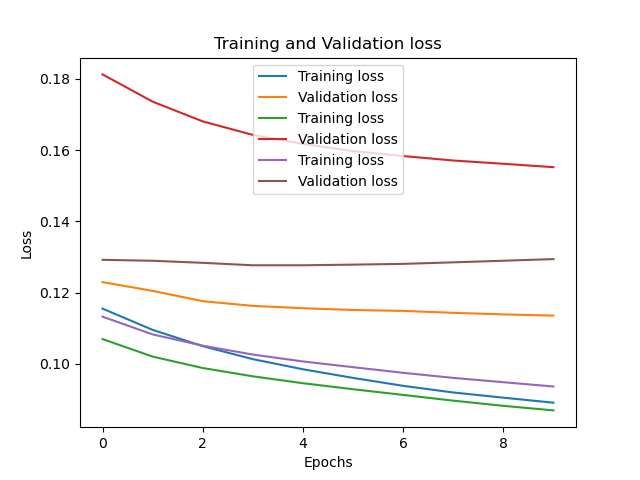 Training and Validation loss
Loss
0.18
0.16
0.14
0.12
0.10
Training loss
Validation loss
Training loss
Validation loss
Training loss
Validation loss
0 2 4 6 8
Epochs